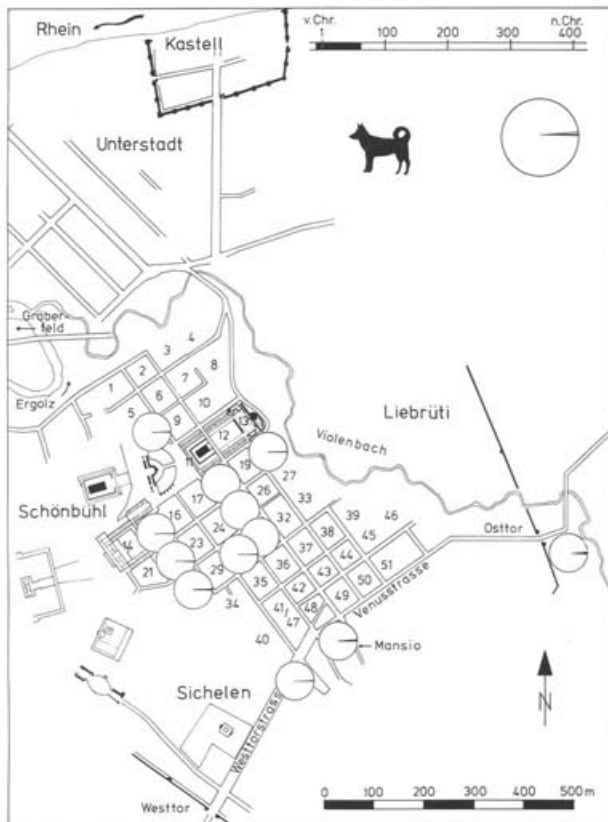 v. Chr. n. Chr.
0 100 200 300 400
Rhein
Kastell
Unterstadt
Gräber-
feld
Ergolz
1 2 3 4
5 6 7 8
9 10
11 12 13
Liebrüti
Violenbach
Schönbühl
14 16 17 19 27
21 23 24 26 33
29 32 37 38 39 46
34 35 36 43 44 45
40 41/ 42 49 50 51
47 48
Osttor
Venusstrasse
Mansio
Sichelen
Westtorstrasse
Westtor
N
0 100 200 300 400 500 m